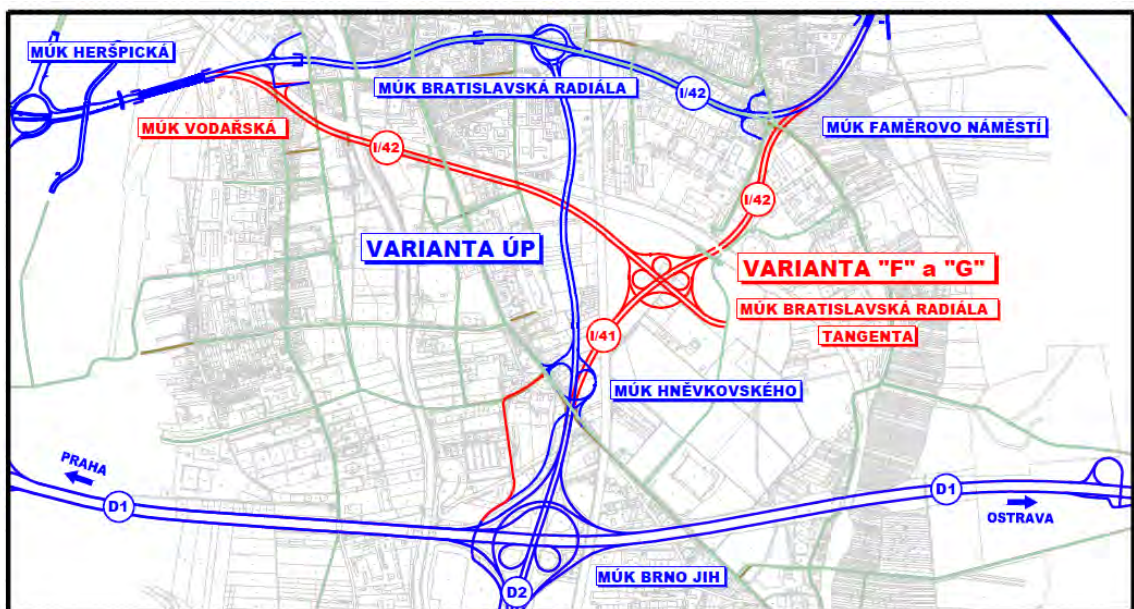 MÚK HERŠPICKÁ
MÚK BRATISLAVSKÁ RADIÁLA
I/42
MÚK VODAŘSKÁ
MÚK FAMĚROVO NÁMĚSTÍ
I/42
I/42
VARIANTA ÚP
VARIANTA "F" a "G"
MÚK BRATISLAVSKÁ RADIÁLA
TANGENTA
I/41
MÚK HNĚVKOVSKÉHO
PRAHA
D1
D1
OSTRAVA
MÚK BRNO JIH
D2